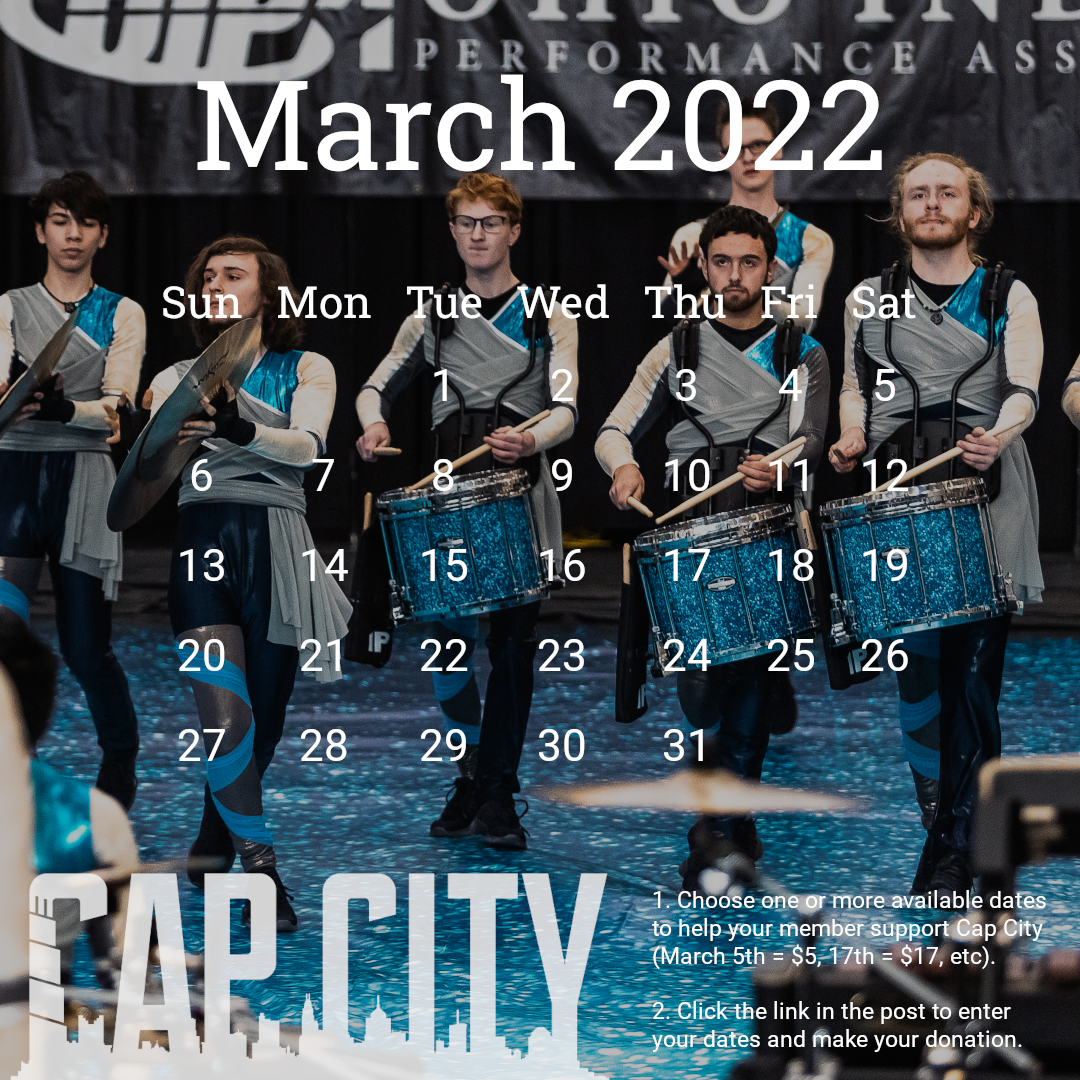 PERFORMANCE ASS
March 2022
Sun Mon Tue Wed Thu Fri Sat
1 2 3 4 5
6 7 8 9 10 11 12
13 14 15 16 17 18 19
20 21 22 23 24 25 26
27 28 29 30 31
CAP CITY
1. Choose one or more available dates
to help your member support Cap City
(March 5th = $5, 17th = $17, etc).
2. Click the link in the post to enter
your dates and make your donation.